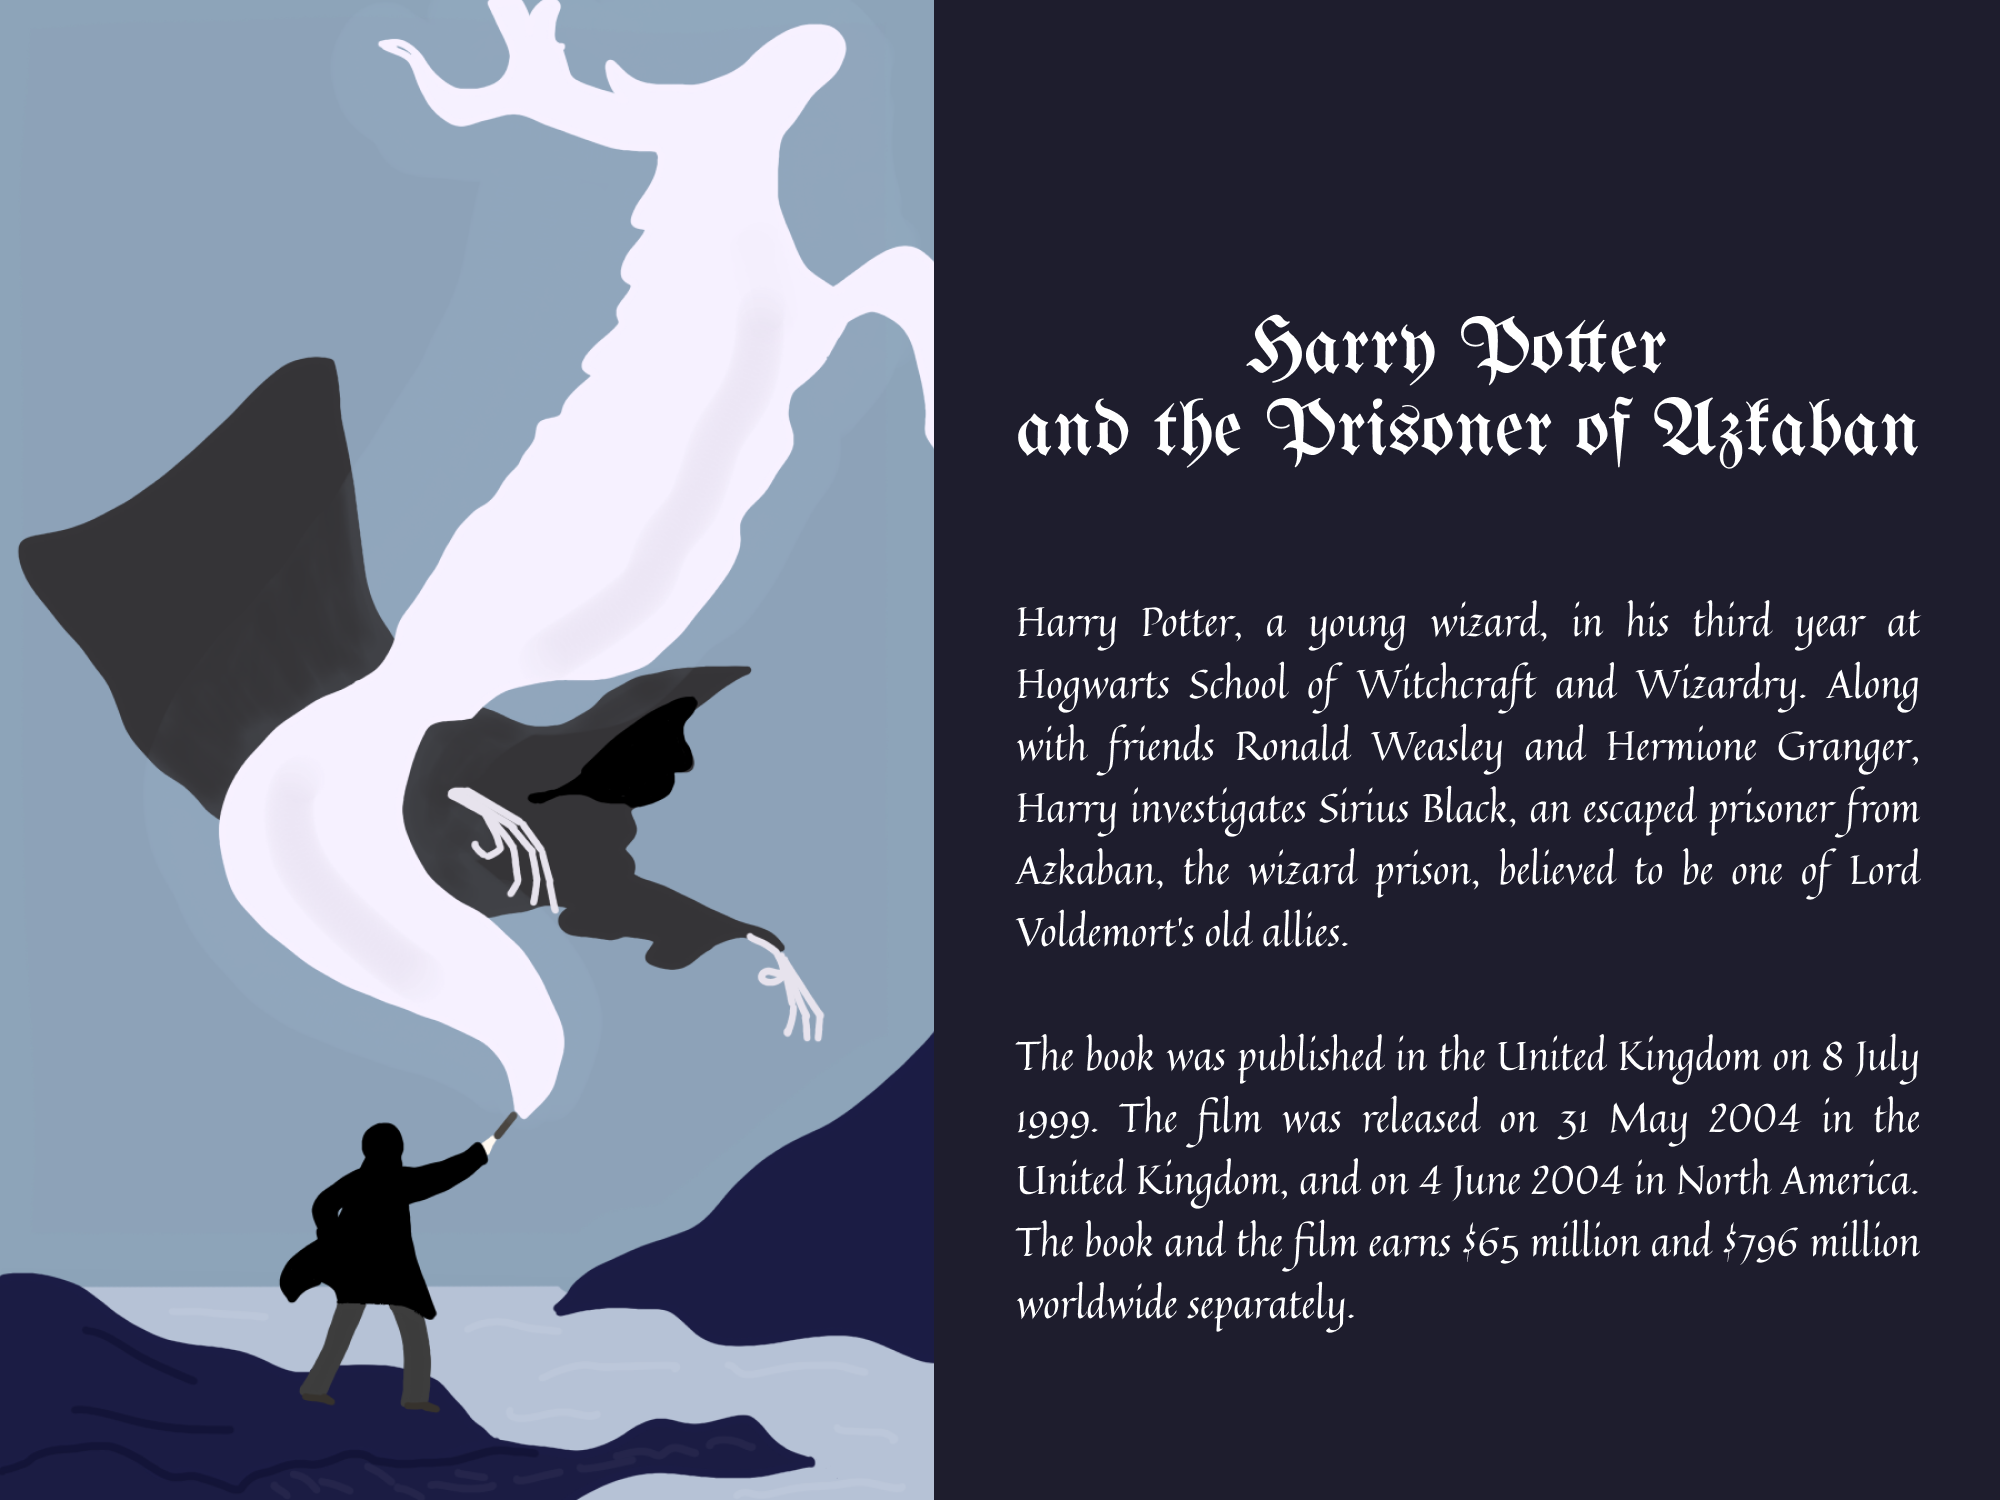 Harry Potter
and the Prisoner of Azkaban
Harry Potter, a young wizard, in his third year at
Hogwarts School of Witchcraft and Wizardry. Along
with friends Ronald Weasley and Hermione Granger,
Harry investigates Sirius Black, an escaped prisoner from
Azkaban, the wizard prison, believed to be one of Lord
Voldemort's old allies.
The book was published in the United Kingdom on 8 July
1999. The film was released on 31 May 2004 in the
United Kingdom, and on 4 June 2004 in North America.
The book and the film earns $65 million and $796 million
worldwide separately.